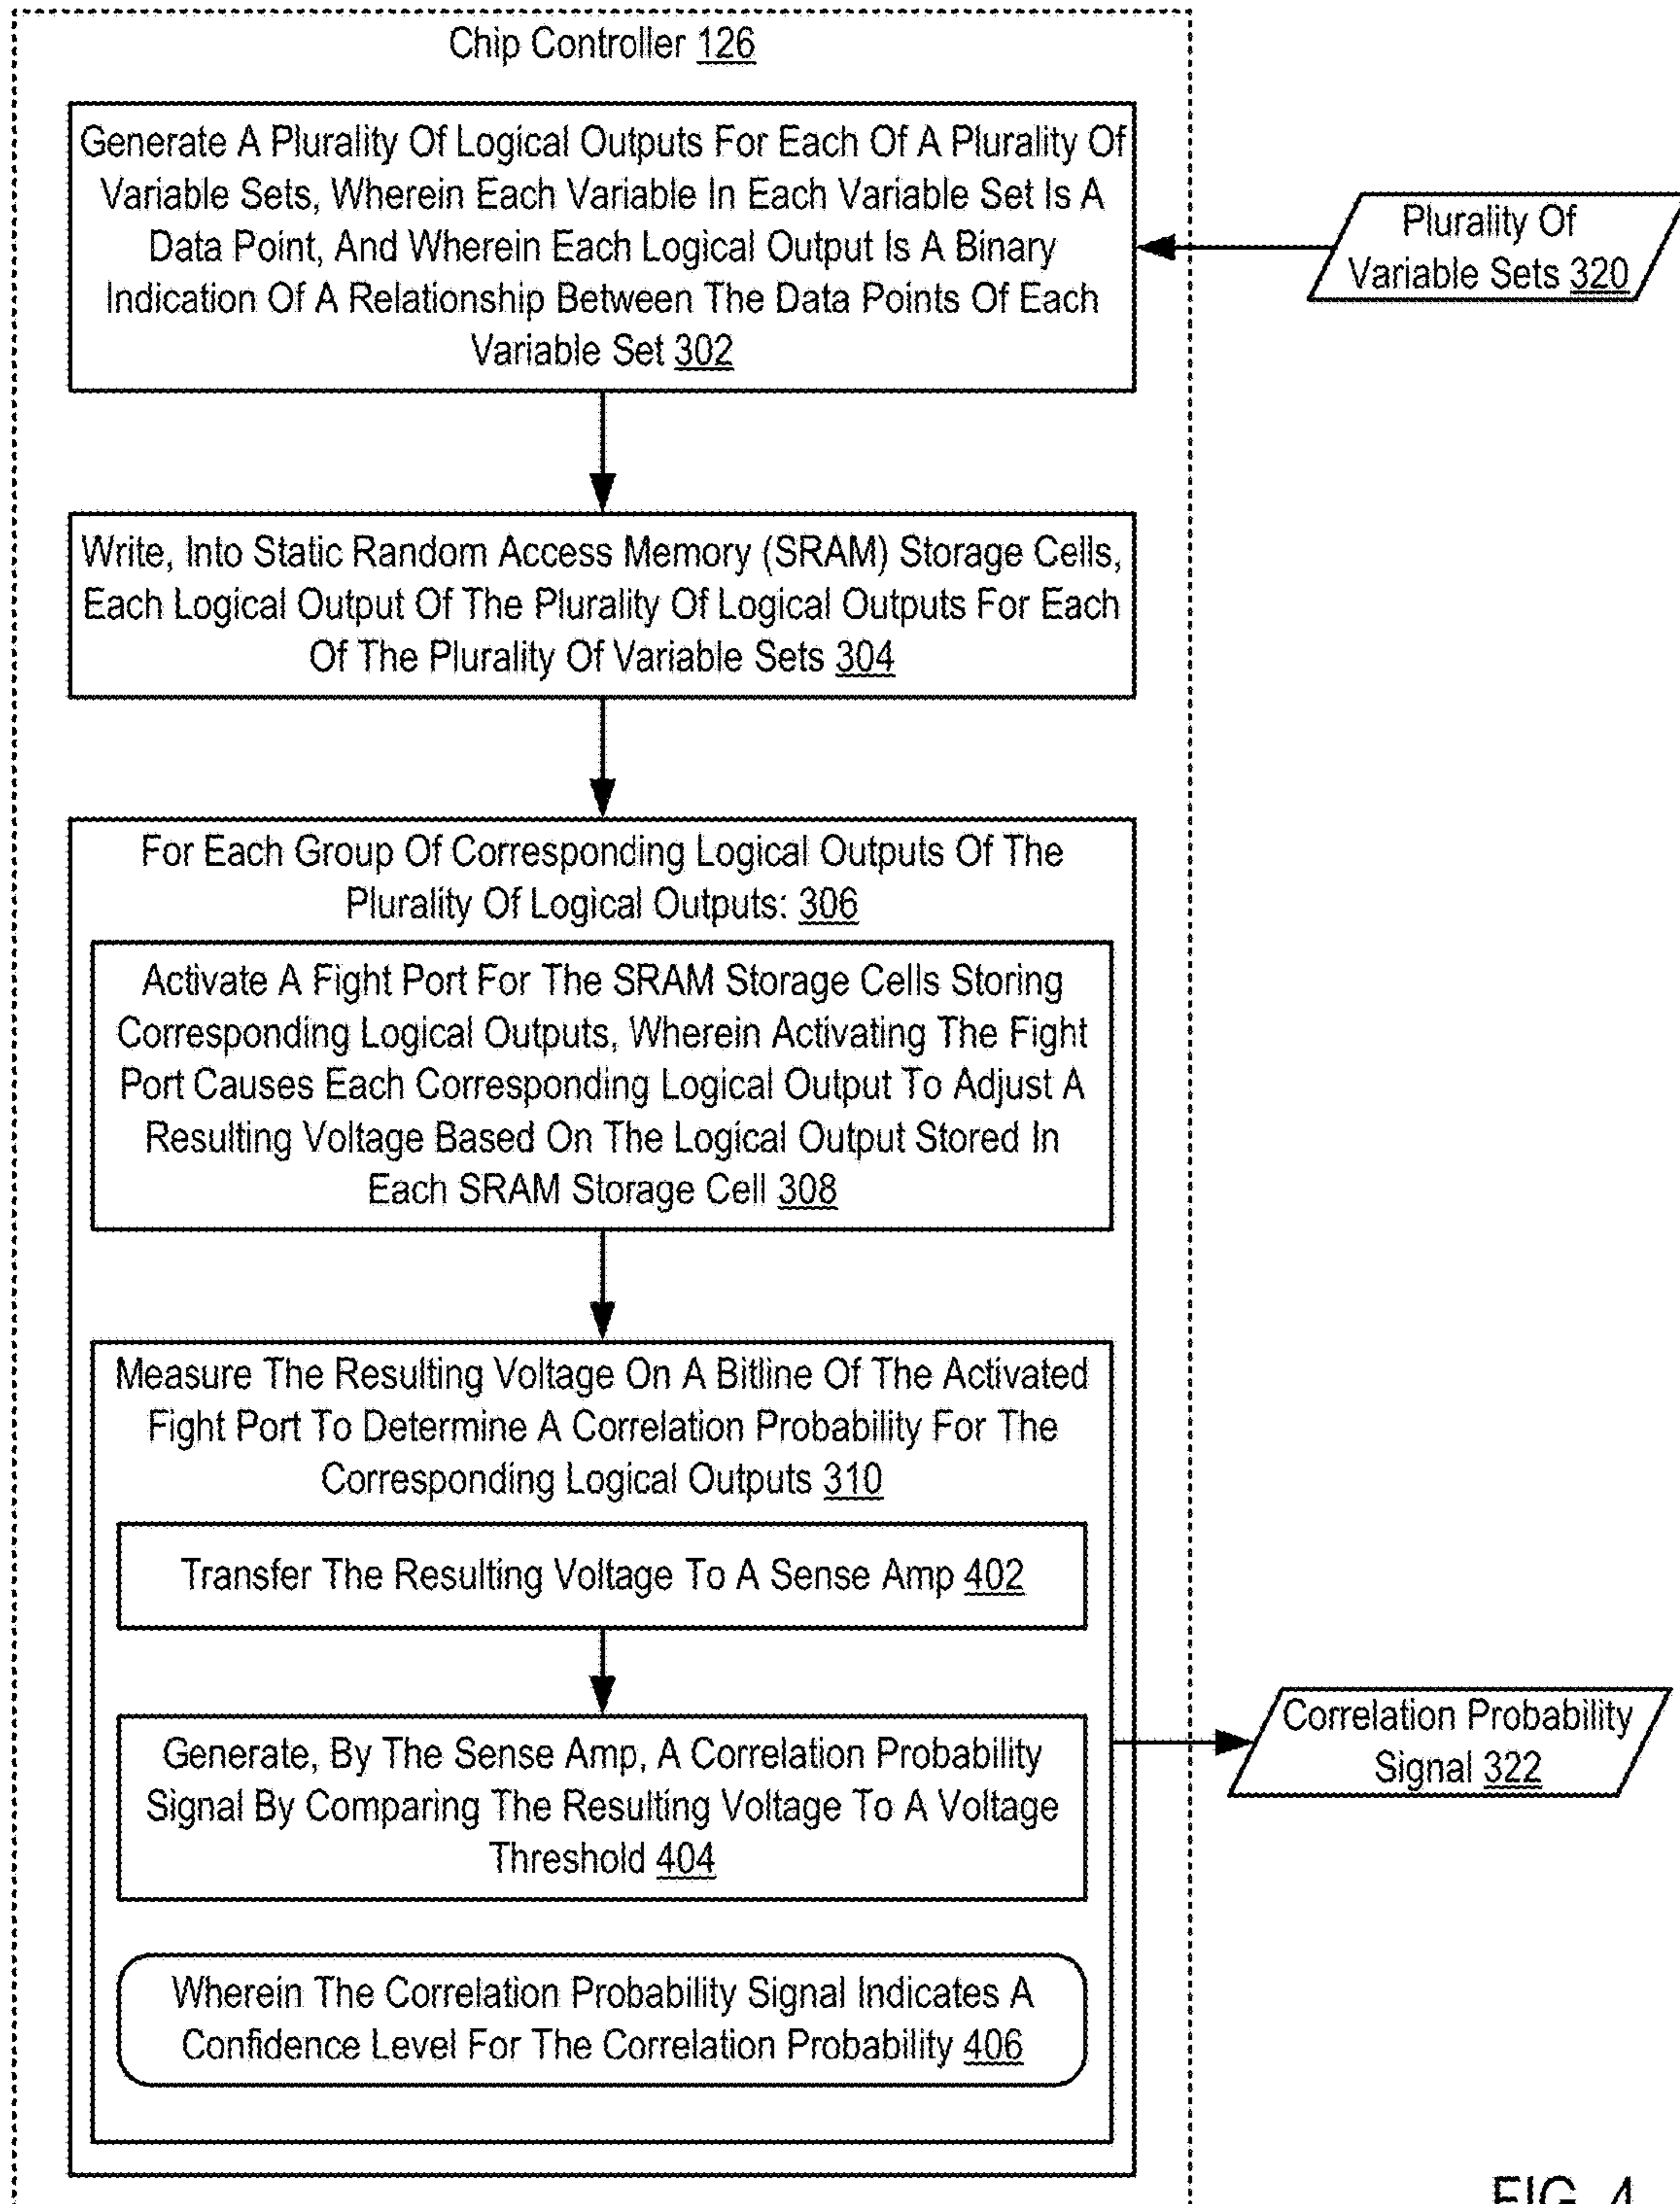 Chip Controller 126
Generate A Plurality Of Logical Outputs For Each Of A Plurality Of
Variable Sets, Wherein Each Variable In Each Variable Set Is A
Data Point, And Wherein Each Logical Output Is A Binary
Indication Of A Relationship Between The Data Points Of Each
Variable Set 302
Plurality Of
Variable Sets 320
Write, Into Static Random Access Memory (SRAM) Storage Cells,
Each Logical Output Of The Plurality Of Logical Outputs For Each
Of The Plurality Of Variable Sets 304
For Each Group Of Corresponding Logical Outputs Of The
Plurality Of Logical Outputs: 306
Activate A Fight Port For The SRAM Storage Cells Storing
Corresponding Logical Outputs, Wherein Activating The Fight
Port Causes Each Corresponding Logical Output To Adjust A
Resulting Voltage Based On The Logical Output Stored In
Each SRAM Storage Cell 308
Measure The Resulting Voltage On A Bitline Of The Activated
Fight Port To Determine A Correlation Probability For The
Corresponding Logical Outputs 310
Transfer The Resulting Voltage To A Sense Amp 402
Generate, By The Sense Amp, A Correlation Probability
Signal By Comparing The Resulting Voltage To A Voltage
Threshold 404
Correlation Probability
Signal 322
Wherein The Correlation Probability Signal Indicates A
Confidence Level For The Correlation Probability 406
FIG. 4